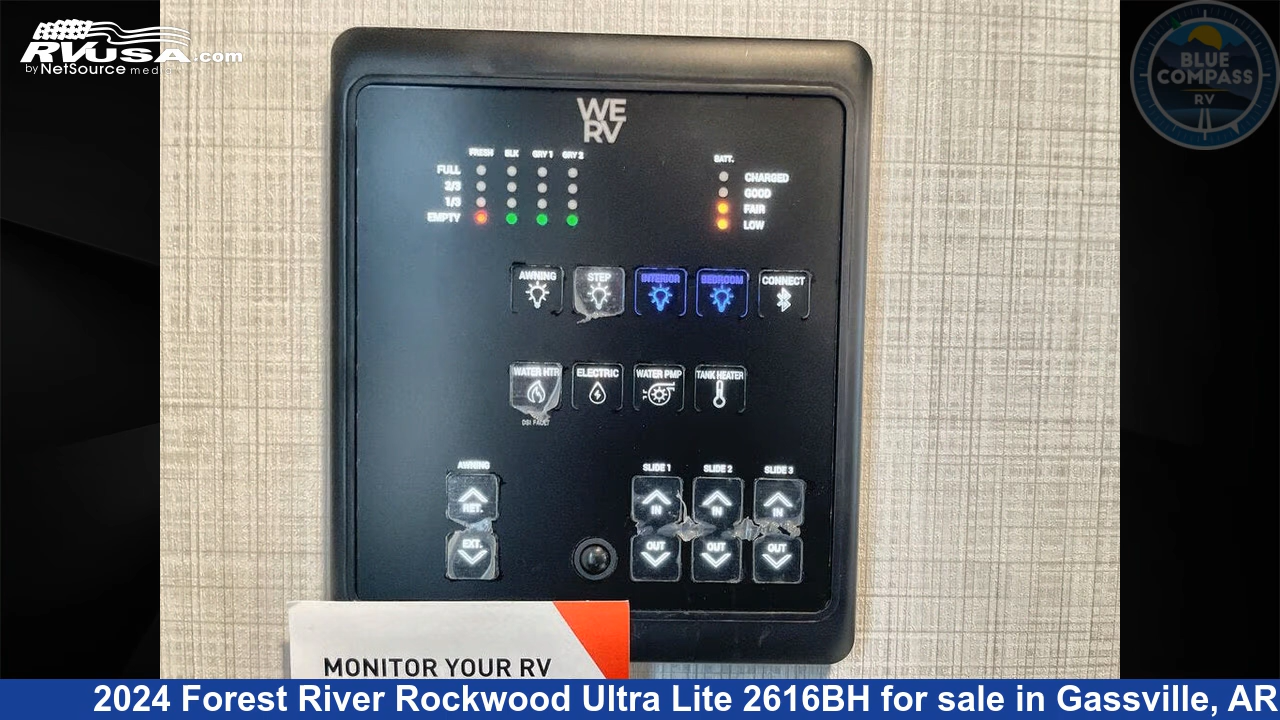 RVUSA.com
by NetSource media
BLUE
COMPASS
RV
WE
RV
FRESH BLK GRY 1 GRY 2
BATT.
FULL
CHARGED
2/3
GOOD
1/3
FAIR
EMPTY
LOW
AWNING STEP INTERIOR BEDROOM CONNECT
WATER HTR ELECTRIC WATER PMP TANK HEATER
DSI FAULT
AWNING SLIDE 1 SLIDE 2 SLIDE 3
RET. IN IN IN
EXT. OUT OUT OUT
MONITOR YOUR RV
2024 Forest River Rockwood Ultra Lite 2616BH for sale in Gassville, AR